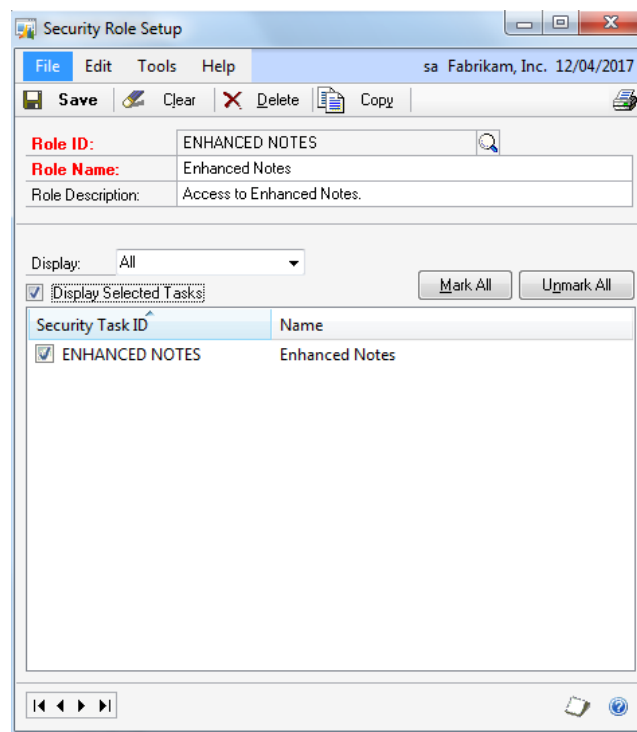 Security Role Setup
File Edit Tools Help sa Fabrikam, Inc. 12/04/2017
Save Clear Delete Copy
Role ID: ENHANCED NOTES
Role Name: Enhanced Notes
Role Description: Access to Enhanced Notes.
Display: All
Display Selected Tasks Mark All Unmark All
Security Task ID Name
ENHANCED NOTES Enhanced Notes